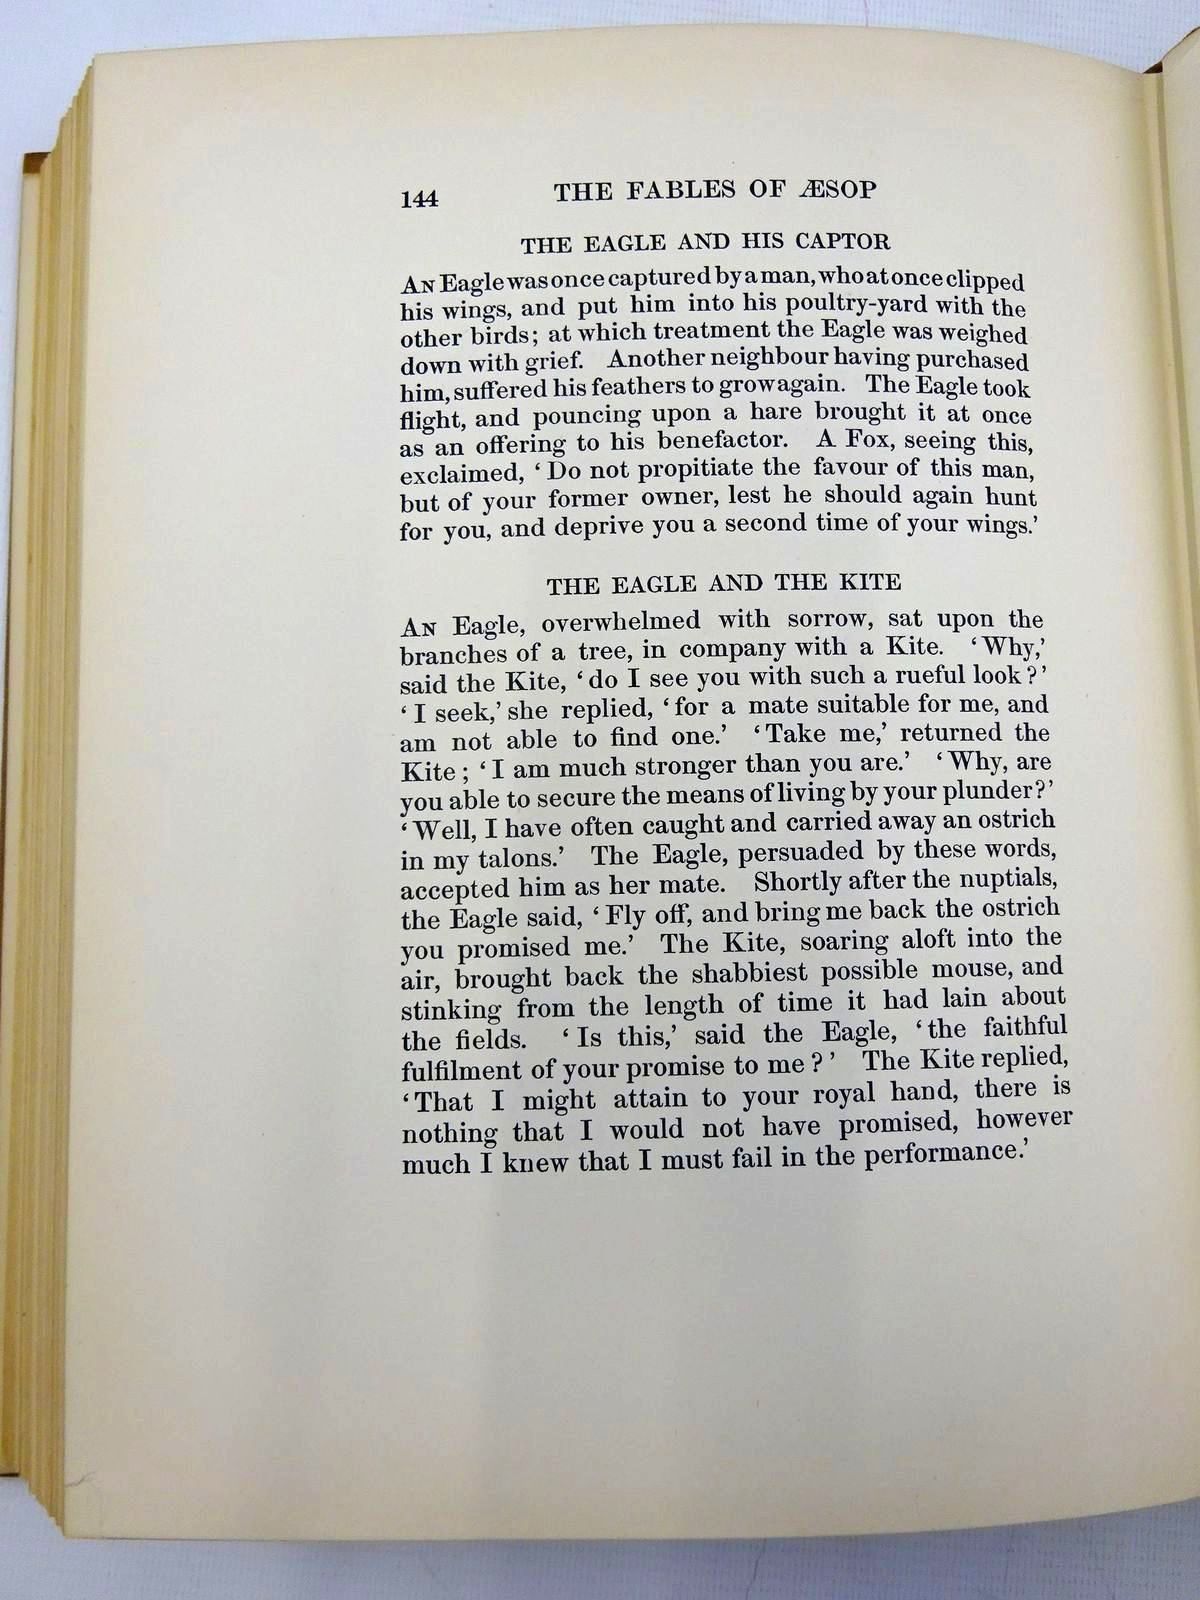 144 THE FABLES OF ÆSOP
THE EAGLE AND HIS CAPTOR
AN Eagle was once captured by a man, who at once clipped
his wings, and put him into his poultry-yard with the
other birds; at which treatment the Eagle was weighed
down with grief. Another neighbour having purchased
him, suffered his feathers to grow again. The Eagle took
flight, and pouncing upon a hare brought it at once
as an offering to his benefactor. A Fox, seeing this,
exclaimed, ‘Do not propitiate the favour of this man,
but of your former owner, lest he should again hunt
for you, and deprive you a second time of your wings.’
THE EAGLE AND THE KITE
AN Eagle, overwhelmed with sorrow, sat upon the
branches of a tree, in company with a Kite. ‘Why,’
said the Kite, ‘do I see you with such a rueful look?’
‘I seek,’ she replied, ‘for a mate suitable for me, and
am not able to find one.’ ‘Take me,’ returned the
Kite; ‘I am much stronger than you are.’ ‘Why, are
you able to secure the means of living by your plunder?’
‘Well, I have often caught and carried away an ostrich
in my talons.’ The Eagle, persuaded by these words,
accepted him as her mate. Shortly after the nuptials,
the Eagle said, ‘Fly off, and bring me back the ostrich
you promised me.’ The Kite, soaring aloft into the
air, brought back the shabbiest possible mouse, and
stinking from the length of time it had lain about
the fields. ‘Is this,’ said the Eagle, ‘the faithful
fulfilment of your promise to me?’ The Kite replied,
‘That I might attain to your royal hand, there is
nothing that I would not have promised, however
much I knew that I must fail in the performance.’